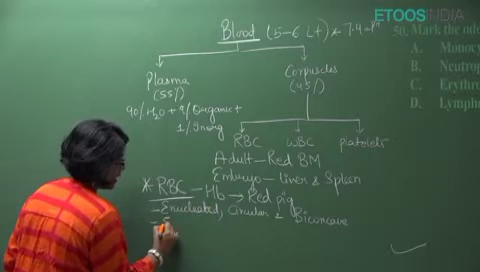 ETOOSINDIA
Blood (5-6 Lt) * 7.4 = pH
50. Mark the odd
A. Monocy
B. Neutrop
C. Erythro
D. Lympho
Plasma
(55%)
Corpuscles
(45%)
90% H2O + 9% Organic +
1% Inorg
RBC WBC platelets
Adult - Red BM
Embryo - Liver & Spleen
* RBC - Hb → Red pig
- Enucleated, Circular & Biconcave
-